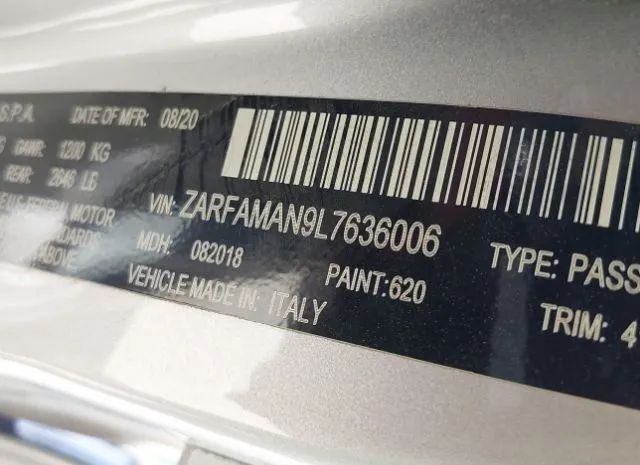 S.P.A. DATE OF MFR: 08/20
GAWR: 1200 KG
REAR: 2646 LB
MOTOR
VIN: ZARFAMAN9L7636006
ABOVE MDH: 082018 PAINT:620 TYPE: PASS
VEHICLE MADE IN: ITALY TRIM: 4